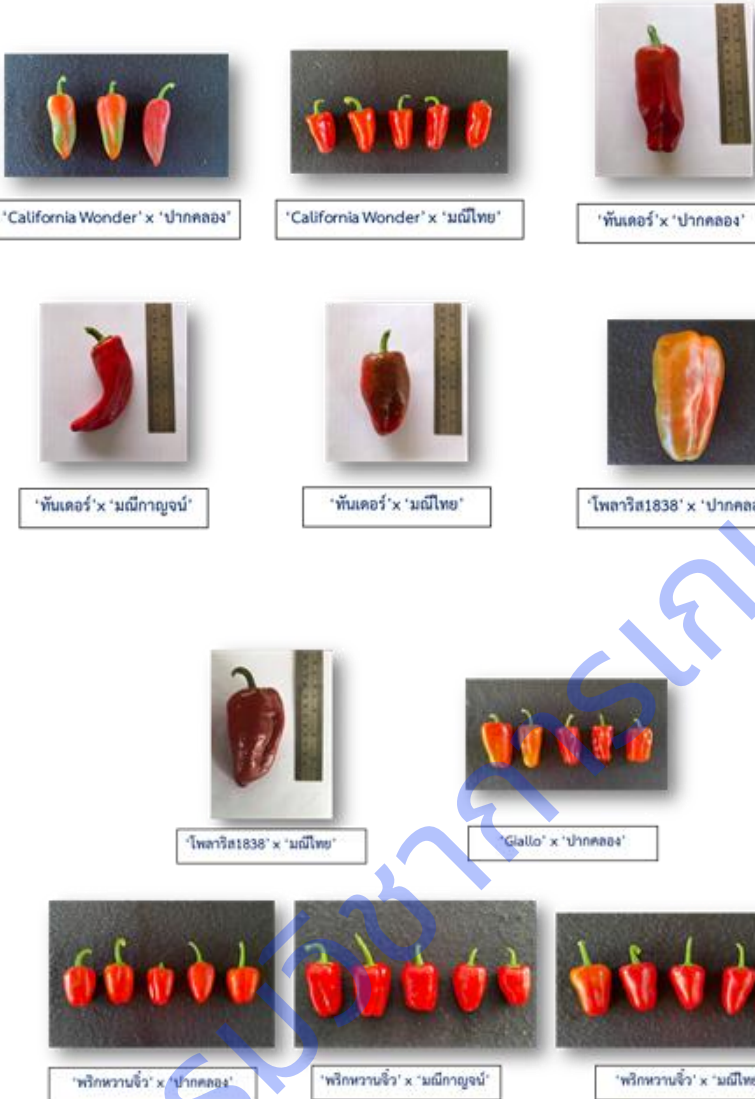 'California Wonder' x 'ปากคลอง'
'California Wonder' x 'มณีไทย'
'ทันเดอร์'x 'ปากคลอง'
'ทันเดอร์'x 'มณีกาญจน์'
'ทันเดอร์'x 'มณีไทย'
'โพลาริส1838' x 'ปากคลอ
'โพลาริส1838' x 'มณีไทย'
'Giallo' x 'ปากคลอง'
'พริกหวานจิ๋ว' x 'ปากคลอง'
'พริกหวานจิ๋ว' x 'มณีกาญจน์'
'พริกหวานจิ๋ว' x 'มณีไทย